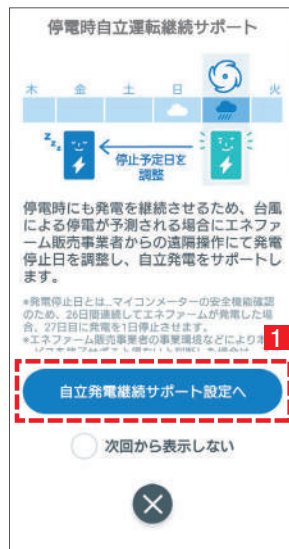 停電時自立運転継続サポート
木 金 土 日 火
zzz
停止予定日を
調整
停電時にも発電を継続させるため、台風
による停電が予測される場合にエネファ
ーム販売事業者からの遠隔操作にて発電
停止日を調整し、自立発電をサポートし
ます。
*発電停止日とは…マイコンメーターの安全機能確認
のため、26日間連続してエネファームが発電した場
合、27日目に発電を1日停止させます。
*エネファーム販売事業者の事業環境などにより本
1
自立発電継続サポート設定へ
次回から表示しない